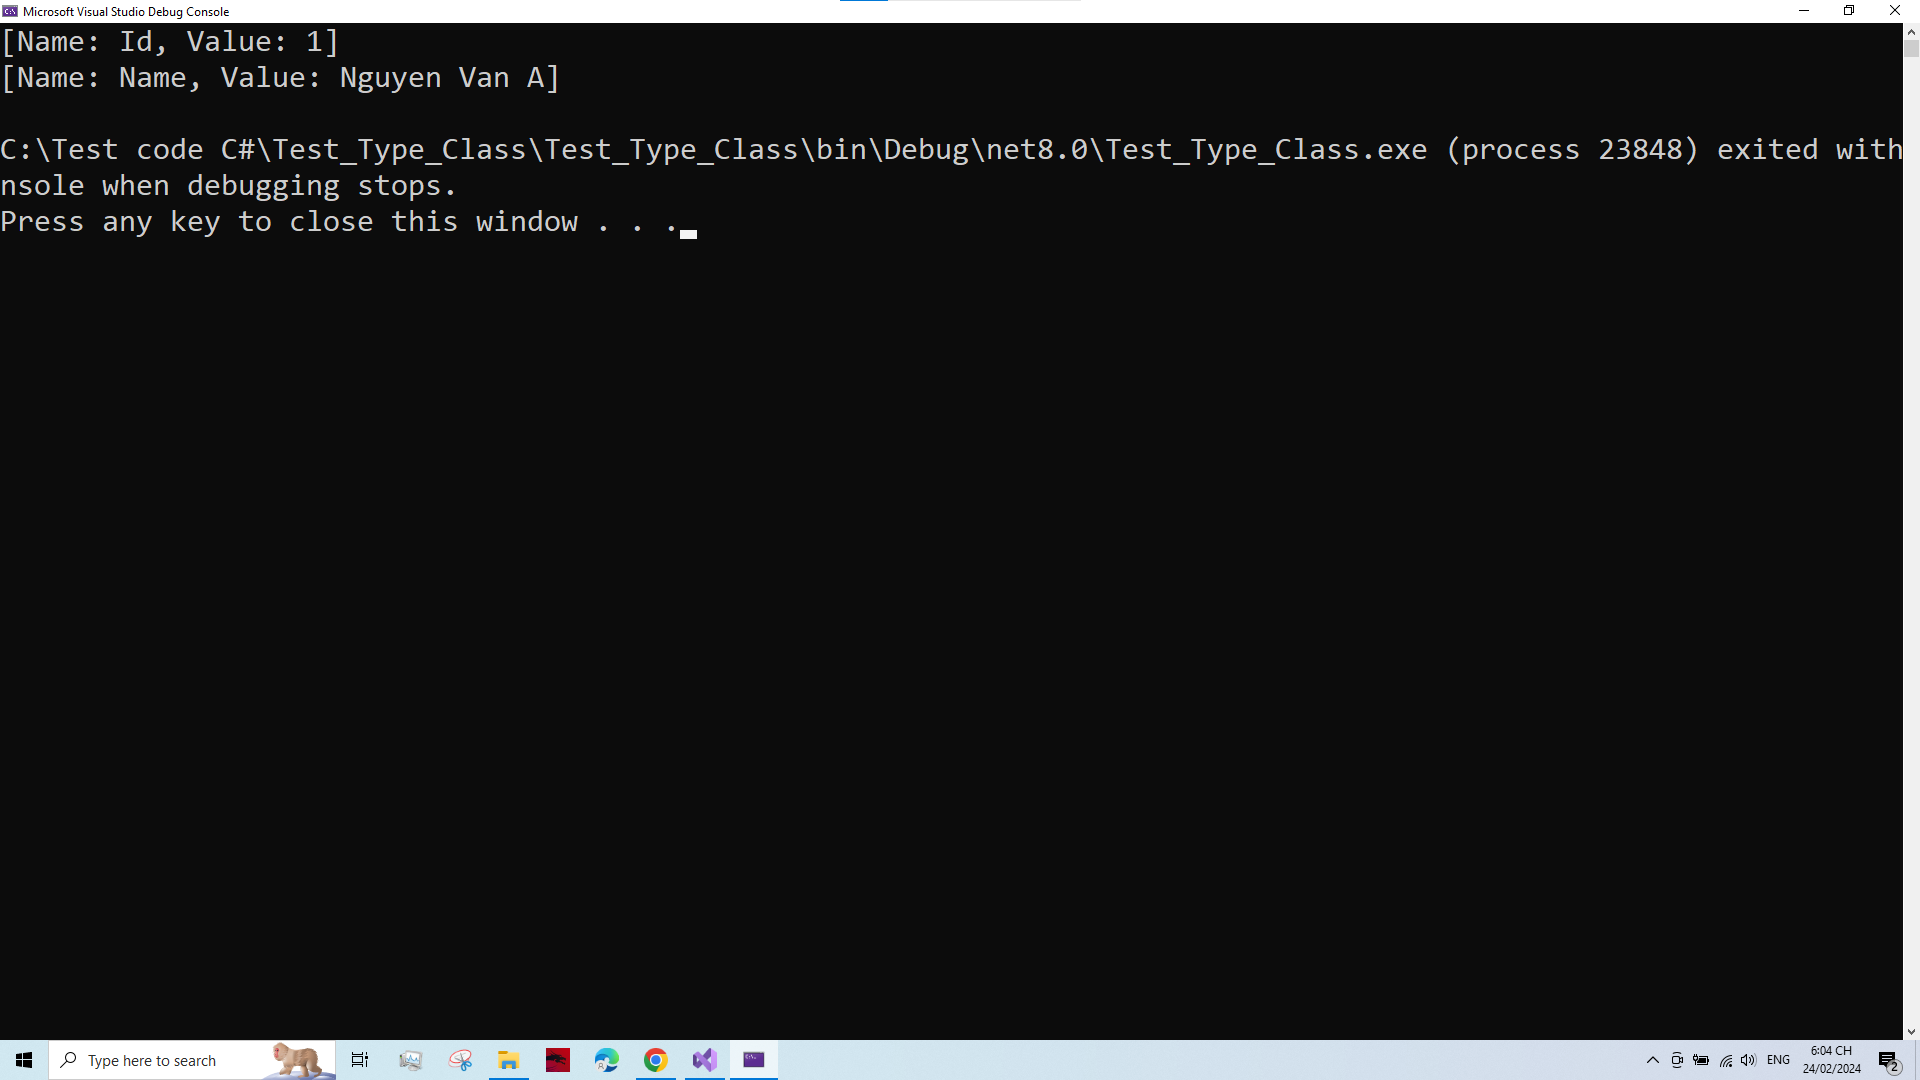 Microsoft Visual Studio Debug Console
[Name: Id, Value: 1]
[Name: Name, Value: Nguyen Van A]
C:\Test code C#\Test_Type_Class\Test_Type_Class\bin\Debug\net8.0\Test_Type_Class.exe (process 23848) exited with
nsole when debugging stops.
Press any key to close this window . . .
Type here to search
ENG
6:04 CH
24/02/2024
2